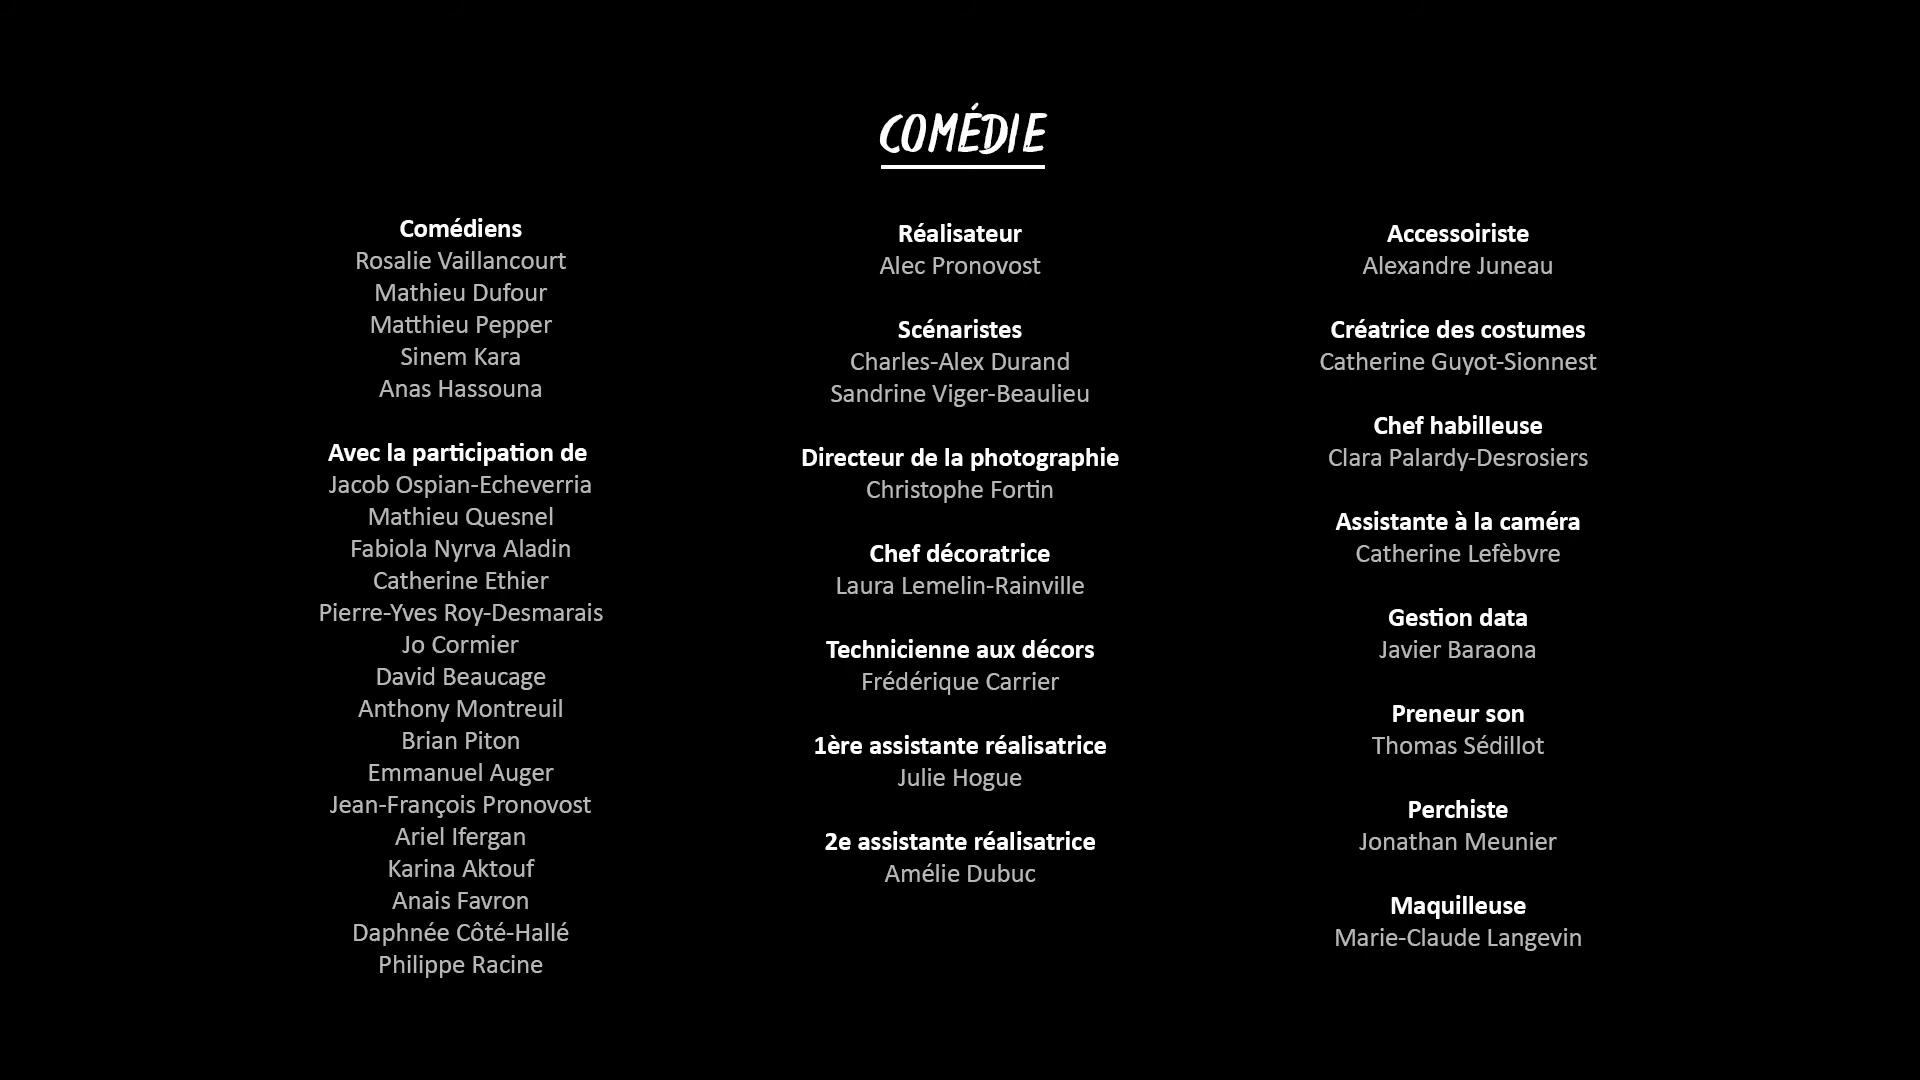 COMÉDIE
Comédiens
Rosalie Vaillancourt
Mathieu Dufour
Matthieu Pepper
Sinem Kara
Anas Hassouna
Avec la participation de
Jacob Ospian-Echeverria
Mathieu Quesnel
Fabiola Nyrva Aladin
Catherine Ethier
Pierre-Yves Roy-Desmarais
Jo Cormier
David Beaucage
Anthony Montreuil
Brian Piton
Emmanuel Auger
Jean-François Pronovost
Ariel Ifergan
Karina Aktouf
Anais Favron
Daphnée Côté-Hallé
Philippe Racine
Réalisateur
Alec Pronovost
Scénaristes
Charles-Alex Durand
Sandrine Viger-Beaulieu
Directeur de la photographie
Christophe Fortin
Chef décoratrice
Laura Lemelin-Rainville
Technicienne aux décors
Frédérique Carrier
1ère assistante réalisatrice
Julie Hogue
2e assistante réalisatrice
Amélie Dubuc
Accessoiriste
Alexandre Juneau
Créatrice des costumes
Catherine Guyot-Sionnest
Chef habilleuse
Clara Palardy-Desrosiers
Assistante à la caméra
Catherine Lefèbvre
Gestion data
Javier Baraona
Preneur son
Thomas Sédillot
Perchiste
Jonathan Meunier
Maquilleuse
Marie-Claude Langevin